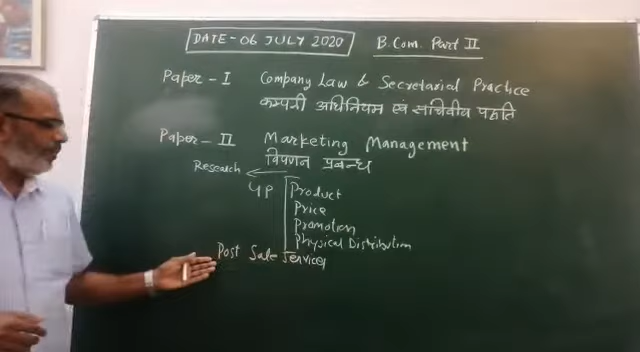 DATE - 06 JULY 2020
B.Com. Part II
Paper - I Company Law & Secretarial Practice
कम्पनी अधिनियम एवं सचिवीय पद्धति
Paper - II Marketing Management
विपणन प्रबन्ध
Research
4P Product
Price
Promotion
Physical Distribution
Post Sale Services